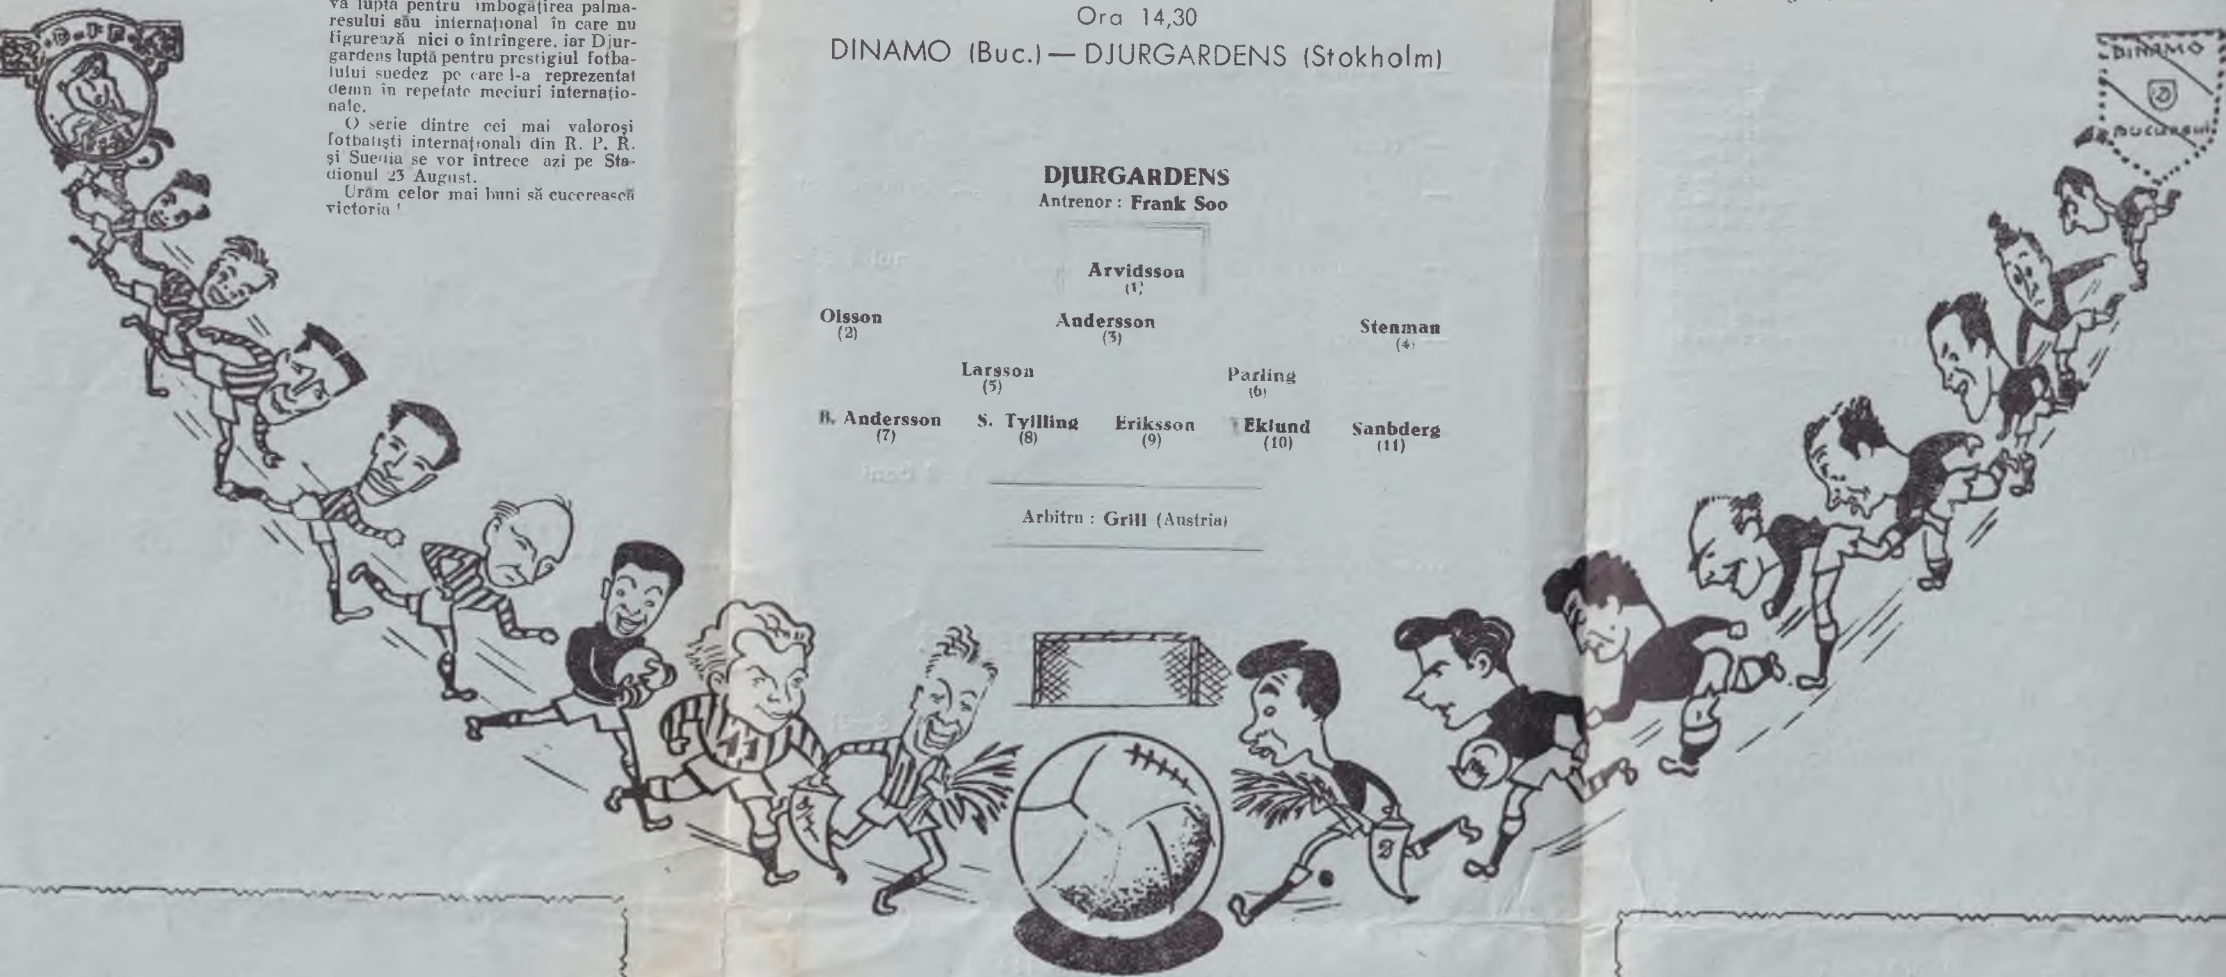 va lupta pentru îmbogățirea palma-
resului său internațional în care nu
figurează nici o întrîngere, iar Djur-
gardens luptă pentru prestigiul fotba-
lului suedez pe care l-a reprezentat
demn în repetate meciuri internațio-
nale.
O serie dintre cei mai valoroși
fotbaliști internaționali din R. P. R.
și Suedia se vor întrece azi pe Sta-
dionul 23 August.
Urăm celor mai buni să cucerească
victoria !
Ora 14,30
DINAMO (Buc.) — DJURGARDENS (Stokholm)
DJURGARDENS
Antrenor : Frank Soo
Arvidsson
(1)
Olsson Andersson Stenman
(2) (3) (4)
Larsson Parling
(5) (6)
B. Andersson S. Tvilling Eriksson Eklund Sanbderg
(7) (8) (9) (10) (11)
Arbitru : Grill (Austria)
DINAMO
D
BUCUREȘTI
D.I.F.
11
D